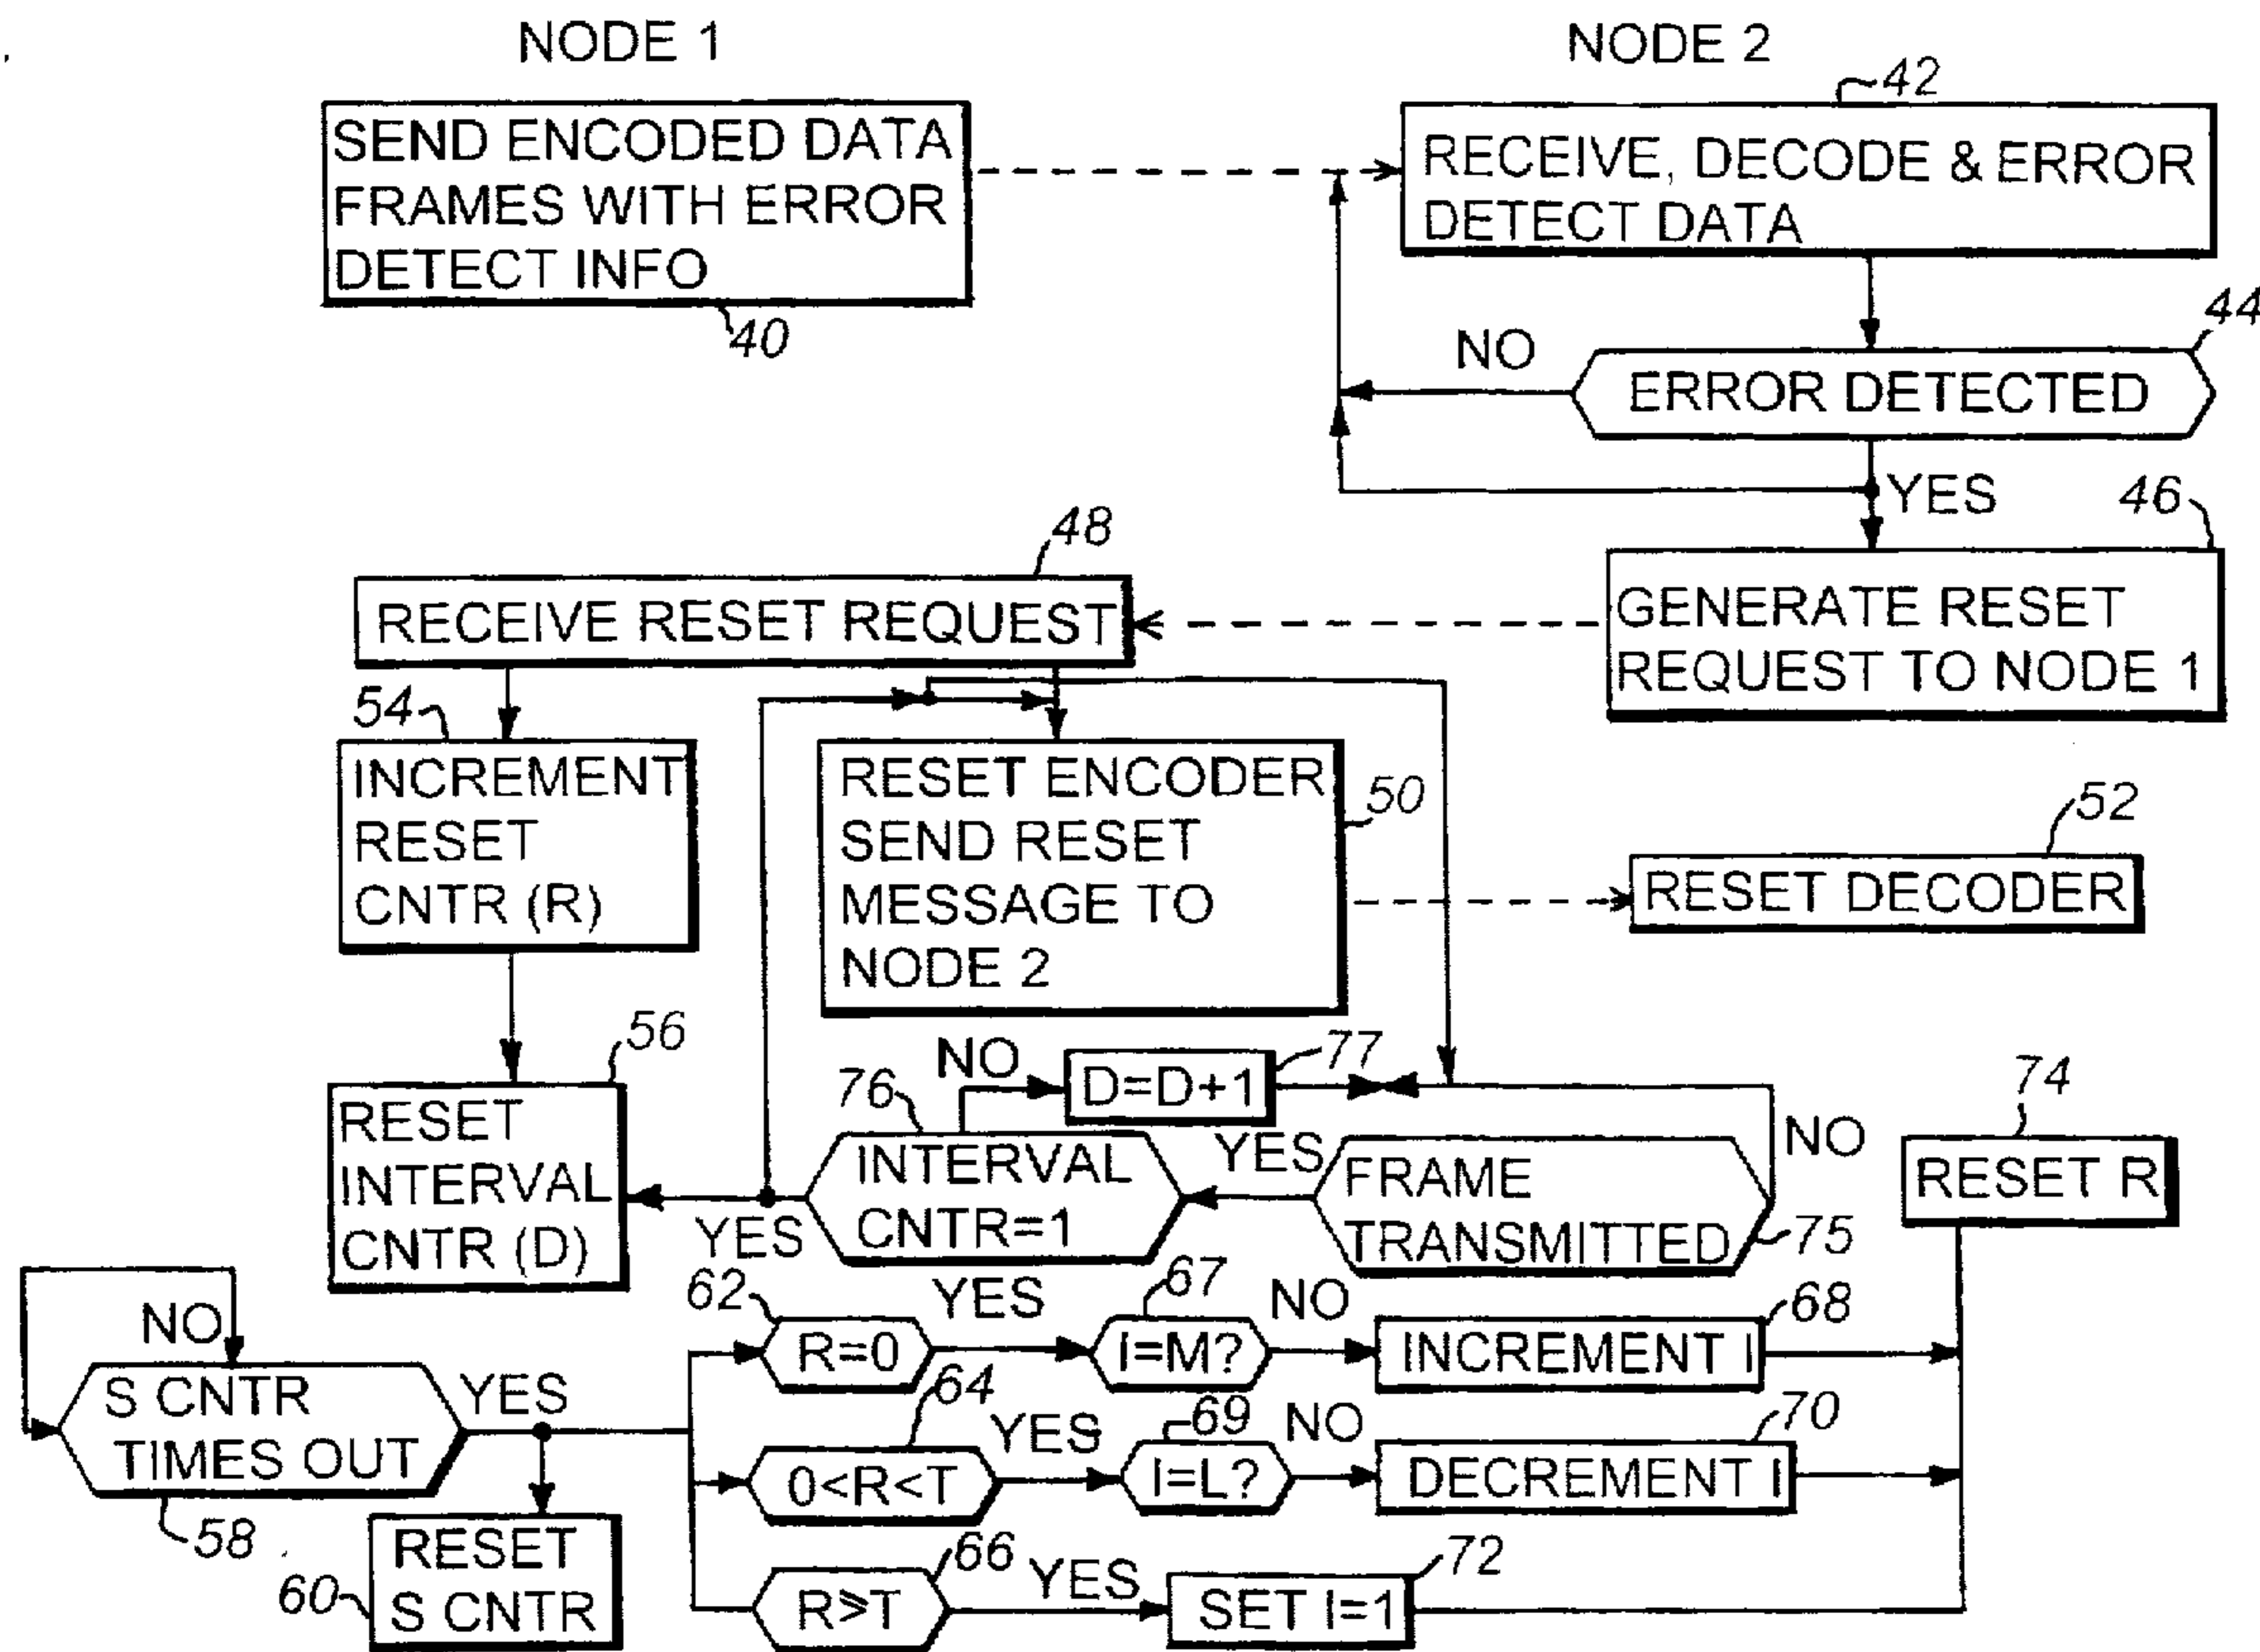 NODE 1
NODE 2
42
SEND ENCODED DATA
FRAMES WITH ERROR
DETECT INFO
40
RECEIVE, DECODE & ERROR
DETECT DATA
44
NO
ERROR DETECTED
YES
46
48
RECEIVE RESET REQUEST
GENERATE RESET
REQUEST TO NODE 1
54
INCREMENT
RESET
CNTR (R)
RESET ENCODER
SEND RESET
MESSAGE TO
NODE 2
50
52
RESET DECODER
56
RESET
INTERVAL
CNTR (D)
NO
D=D+1
77
76
INTERVAL
CNTR=1
YES
YES
FRAME
TRANSMITTED
75
NO
74
RESET R
NO
S CNTR
TIMES OUT
58
YES
RESET
S CNTR
60
62
R=0
YES
67
I=M?
NO
INCREMENT I
68
64
0<R<T
YES
69
I=L?
NO
DECREMENT I
70
66
R⩾T
YES
SET I=1
72